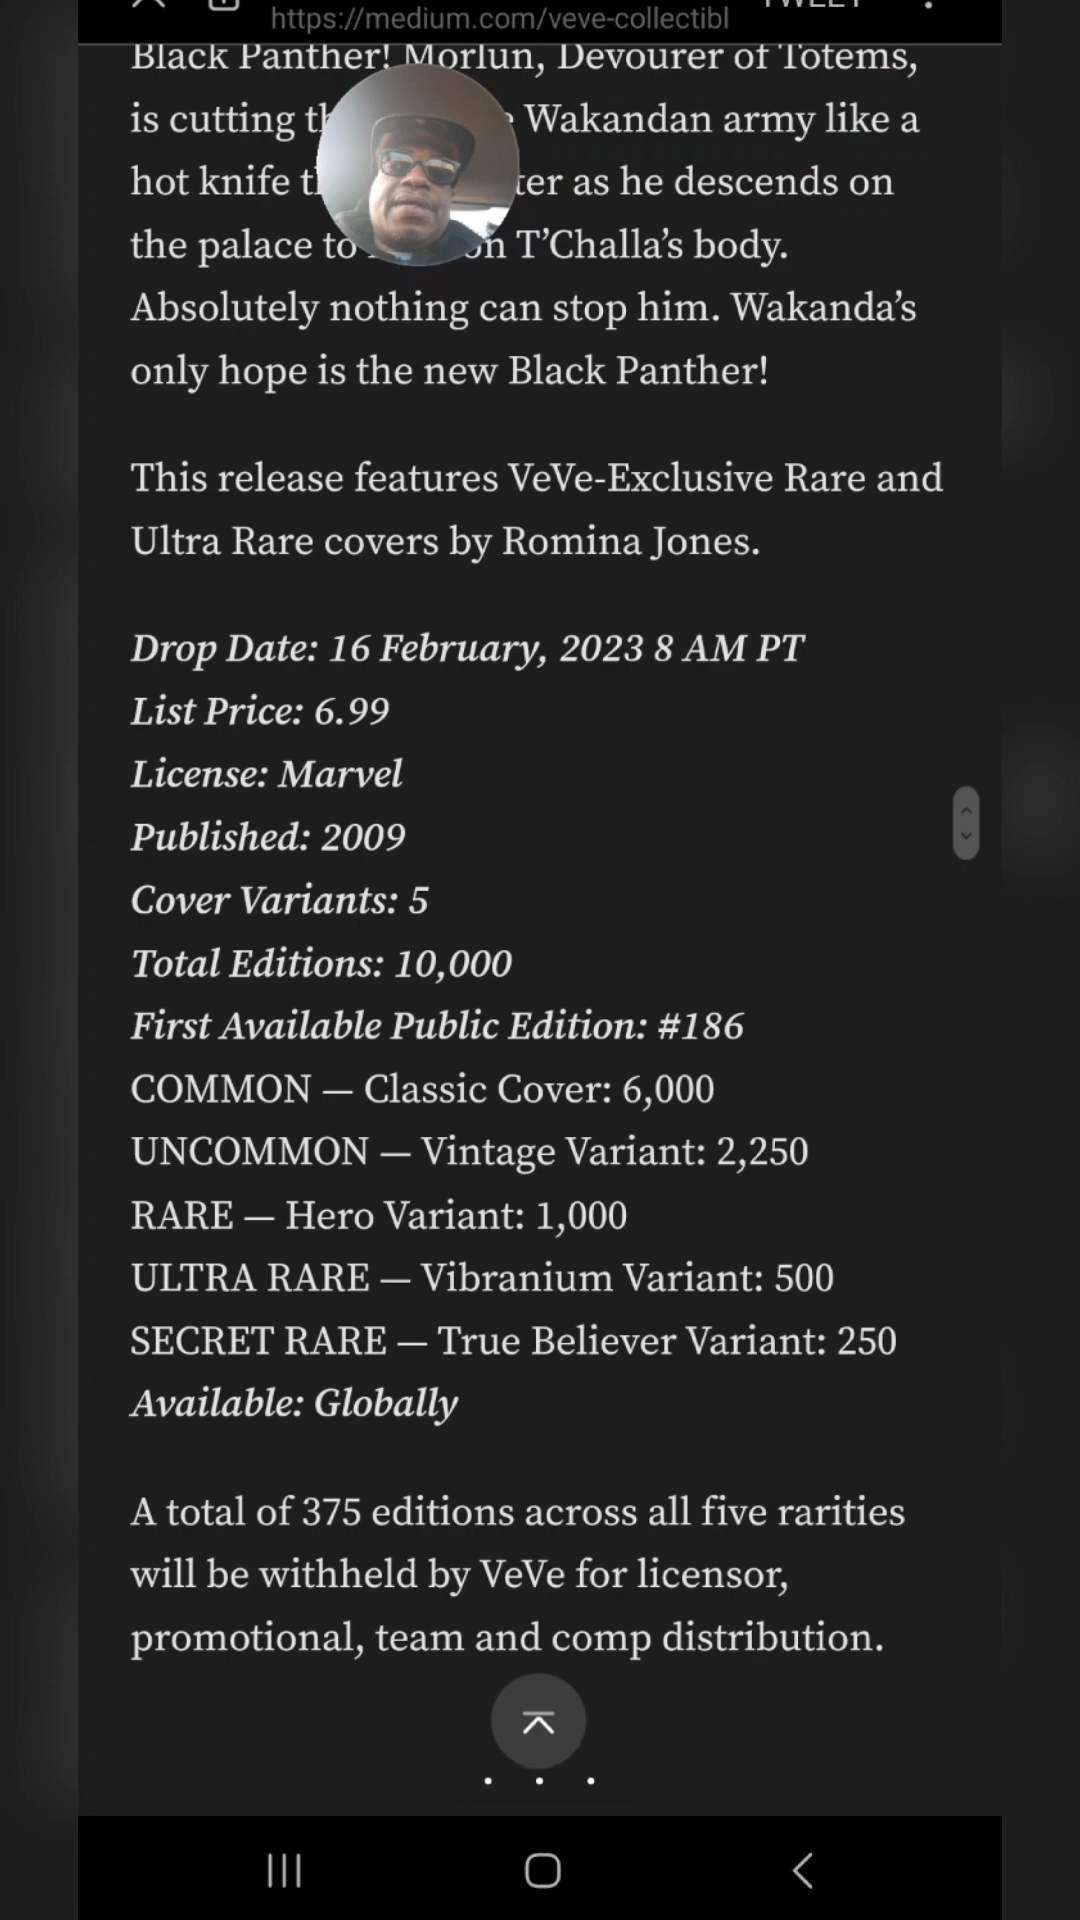 https://medium.com/veve-collectibl
Black Panther! Morlun, Devourer of Totems,
is cutting Wakandan army like a
hot knife as he descends on
the palace to T’Challa’s body.
Absolutely nothing can stop him. Wakanda’s
only hope is the new Black Panther!
This release features VeVe-Exclusive Rare and
Ultra Rare covers by Romina Jones.
Drop Date: 16 February, 2023 8 AM PT
List Price: 6.99
License: Marvel
Published: 2009
Cover Variants: 5
Total Editions: 10,000
First Available Public Edition: #186
COMMON — Classic Cover: 6,000
UNCOMMON — Vintage Variant: 2,250
RARE — Hero Variant: 1,000
ULTRA RARE — Vibranium Variant: 500
SECRET RARE — True Believer Variant: 250
Available: Globally
A total of 375 editions across all five rarities
will be withheld by VeVe for licensor,
promotional, team and comp distribution.